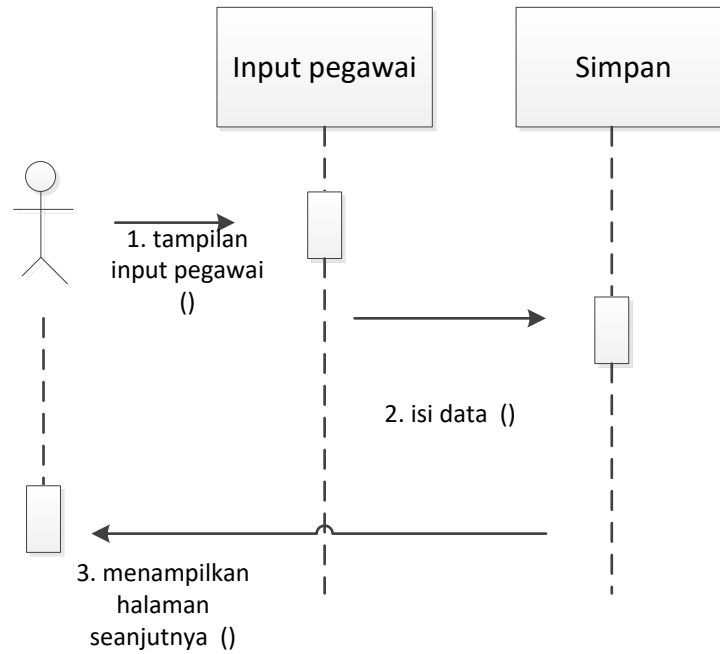 Input pegawai
Simpan
1. tampilan
input pegawai
()
2. isi data ()
3. menampilkan
halaman
seanjutnya ()